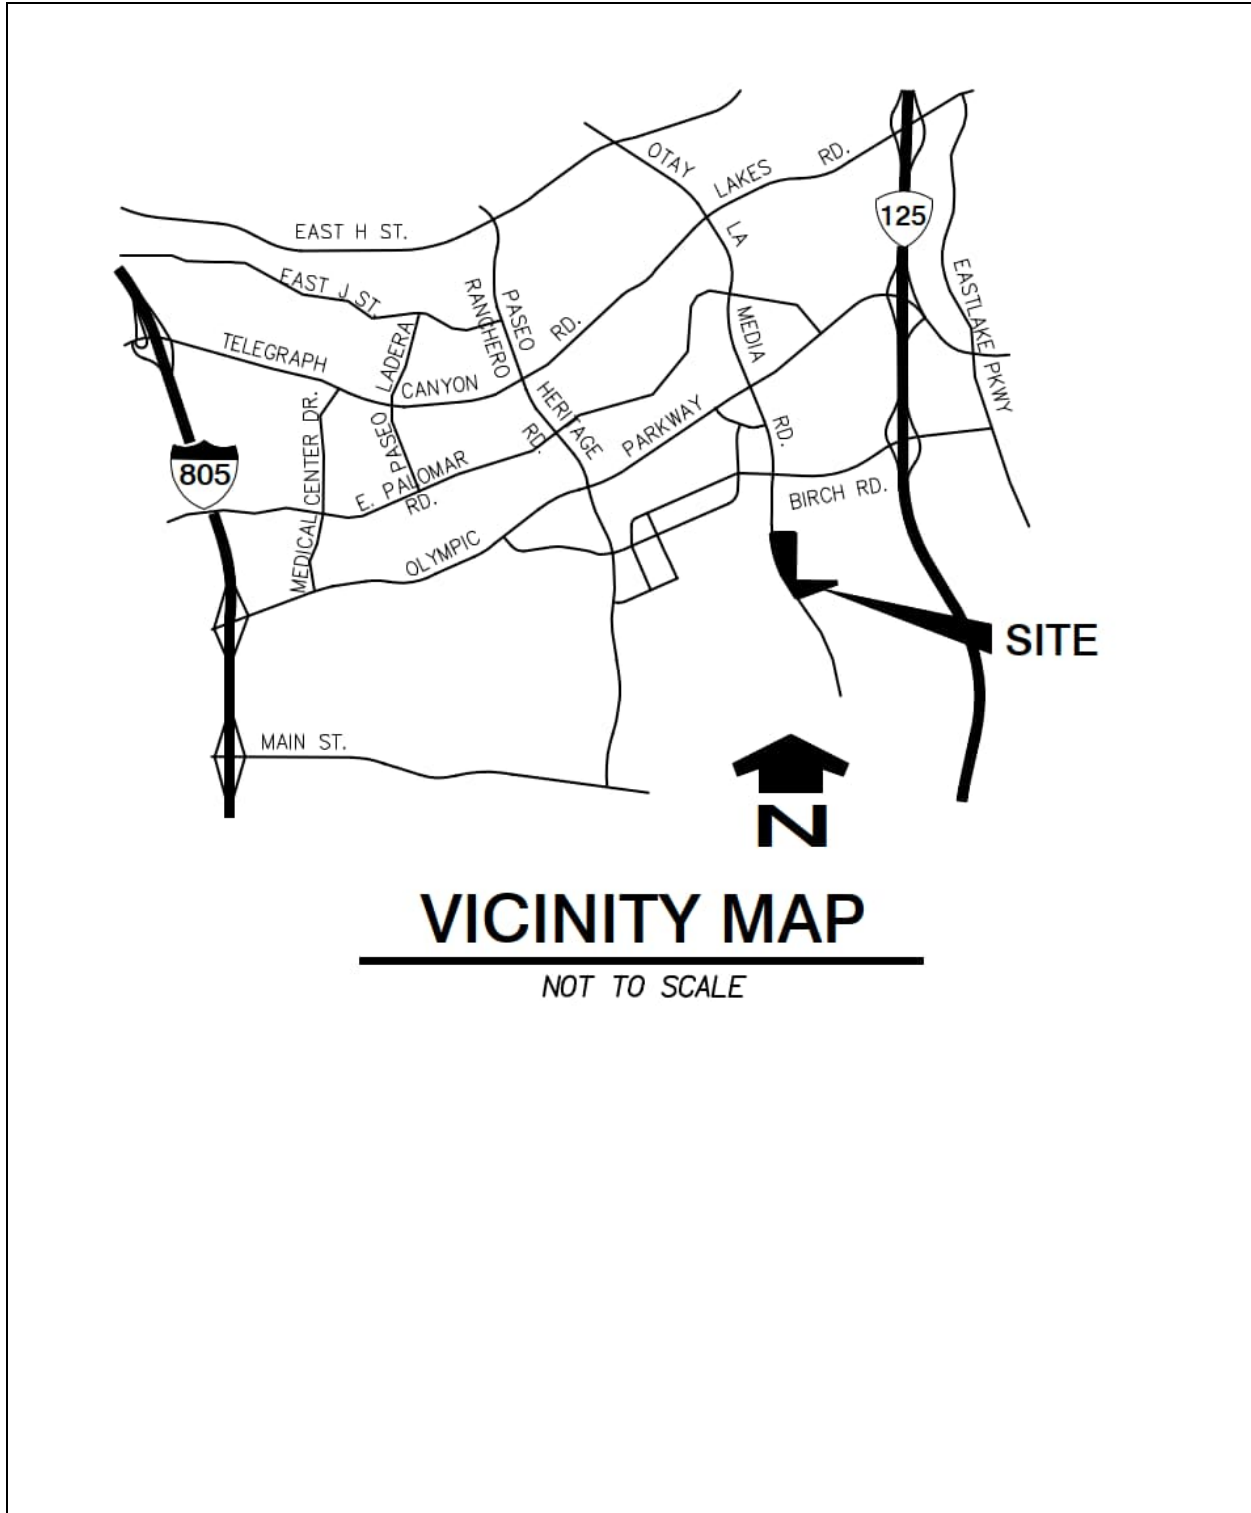 OTAY
LAKES
RD.
125
EAST H ST.
LA
EAST J ST.
PASEO
RANCHERO
EASTLAKE PKWY
TELEGRAPH
CANYON
RD.
PASEO LADERA
MEDIA
RD.
HERITAGE
RD.
MEDICAL CENTER DR.
PARKWAY
805
E. PALOMAR
RD.
BIRCH RD.
OLYMPIC
SITE
MAIN ST.
N
VICINITY MAP
NOT TO SCALE